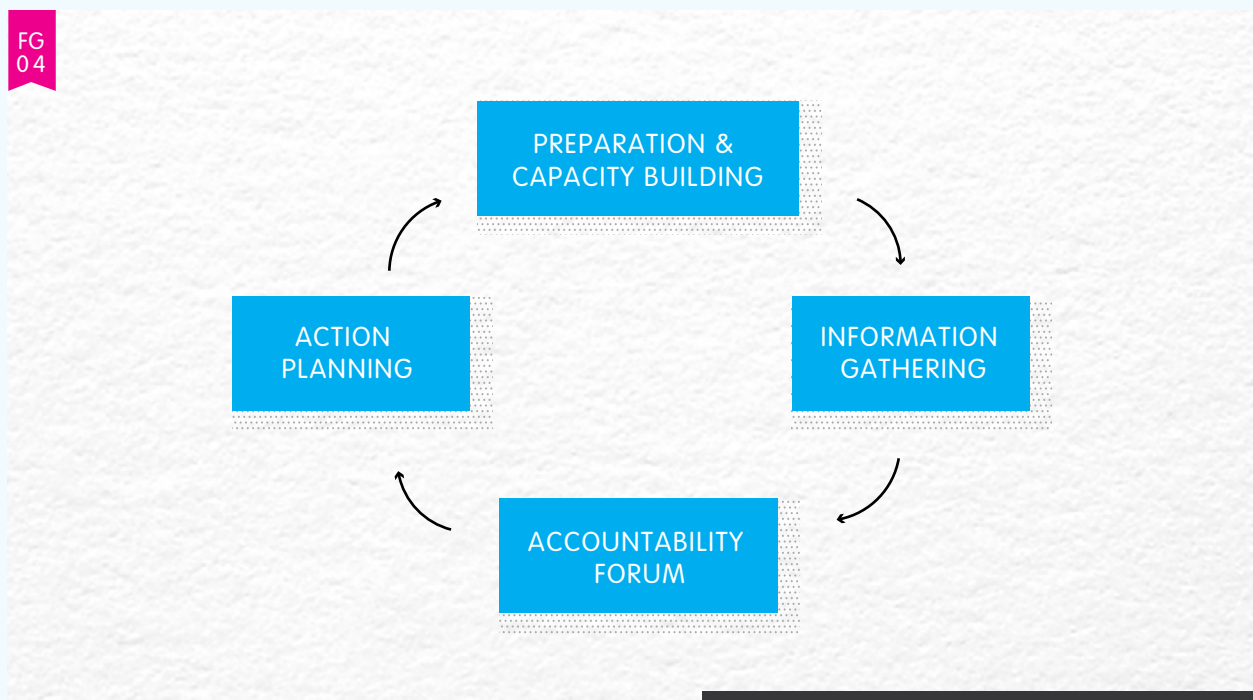 FG
04
PREPARATION &
CAPACITY BUILDING
ACTION
PLANNING
INFORMATION
GATHERING
ACCOUNTABILITY
FORUM